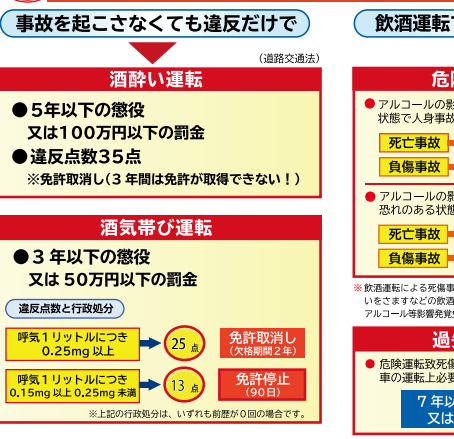 事故を起こさなくても違反だけで
（道路交通法）
酒酔い運転
●5年以下の懲役
又は100万円以下の罰金
●違反点数35点
※免許取消し(3年間は免許が取得できない！)
酒気帯び運転
●3年以下の懲役
又は 50万円以下の罰金
違反点数と行政処分
呼気1リットルにつき
0.25mg 以上
25 点
免許取消し
（欠格期間2年）
呼気1リットルにつき
0.15mg 以上 0.25mg 未満
13 点
免許停止
（90日）
※上記の行政処分は、いずれも前歴が0回の場合です。
飲酒運転
危
● アルコールの影
状態で人身事故
死亡事故
負傷事故
● アルコールの影
恐れのある状態
死亡事故
負傷事故
※ 飲酒運転による死傷事
いをさますなどの飲酒
アルコール等影響発覚
過
● 危険運転致死傷
車の運転上必要
7年以
又は